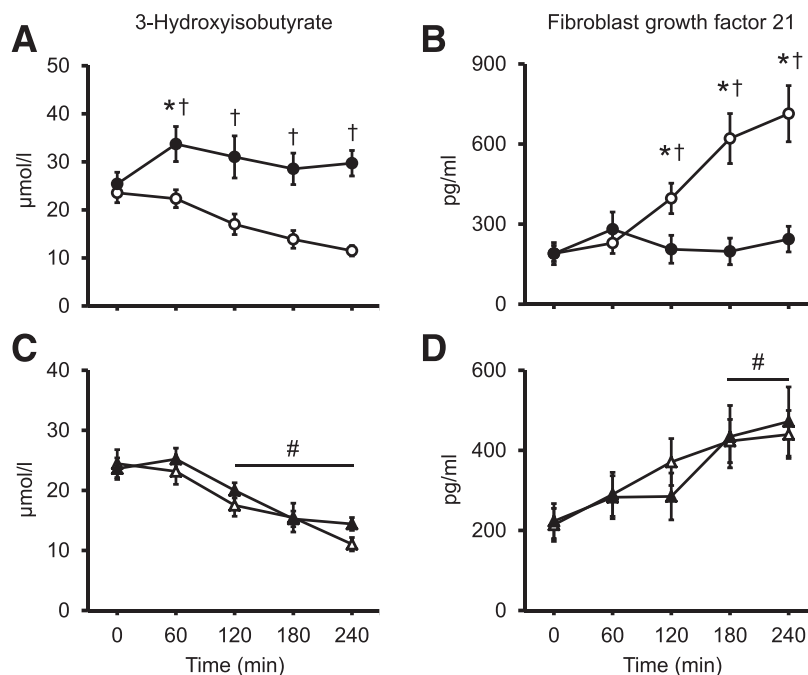 3-Hydroxyisobutyrate
Fibroblast growth factor 21
A
B
50
40
30
20
10
0
µmol/l
*†
†
†
†
900
600
300
0
pg/ml
*†
*†
*†
C
D
40
30
20
10
0
µmol/l
#
600
400
200
0
pg/ml
#
0 60 120 180 240
0 60 120 180 240
Time (min)
Time (min)